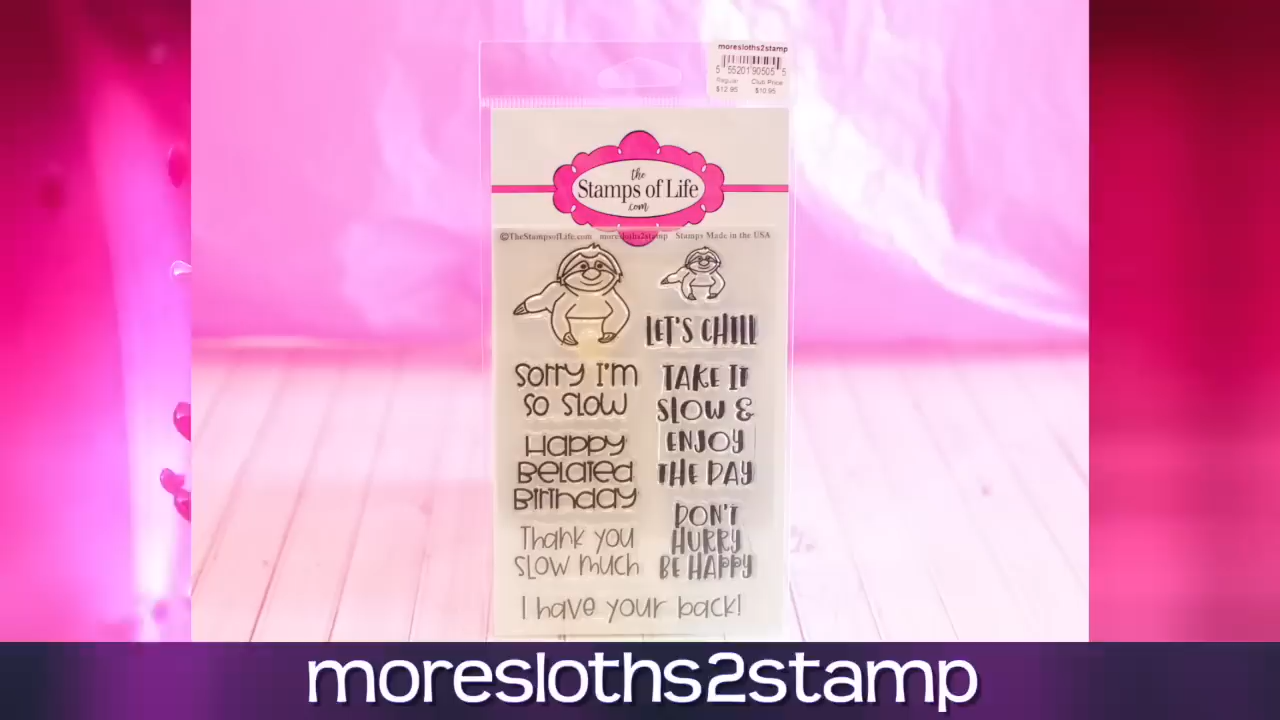 moresloths2stamp
5 55201 90505 5
Regular Club Price
$12.95 $10.95
the
Stamps of Life
.com
©TheStampsofLife.com moresloths2stamp Stamps Made in the USA
LET'S CHILL
Sorry I'm
so slow
TAKE IT
SLOW &
ENJOY
THE DAY
Happy
Belated
Birthday
DON'T
HURRY
BE HAPPY
Thank you
slow much
I have your back!
moresloths2stamp